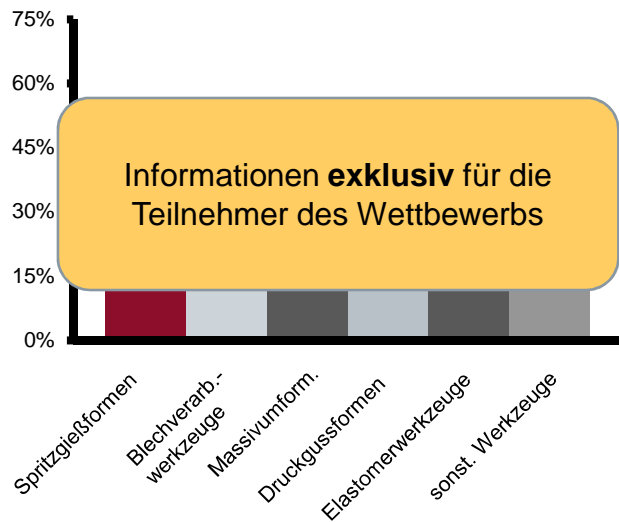 75%
60%
45%
30%
15%
0%
Informationen exklusiv für die
Teilnehmer des Wettbewerbs
Spritzgießformen
Blechverarb.-
werkzeuge
Massivumform.
Druckgussformen
Elastomerwerkzeuge
sonst. Werkzeuge